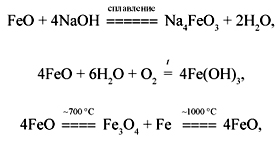 сплавление
FeO + 4NaOH ====== Na₄FeO₃ + 2H₂O,
t
4FeO + 6H₂O + O₂ = 4Fe(OH)₃,
~700 °C ~1000 °C
4FeO ==== Fe₃O₄ + Fe ==== 4FeO,